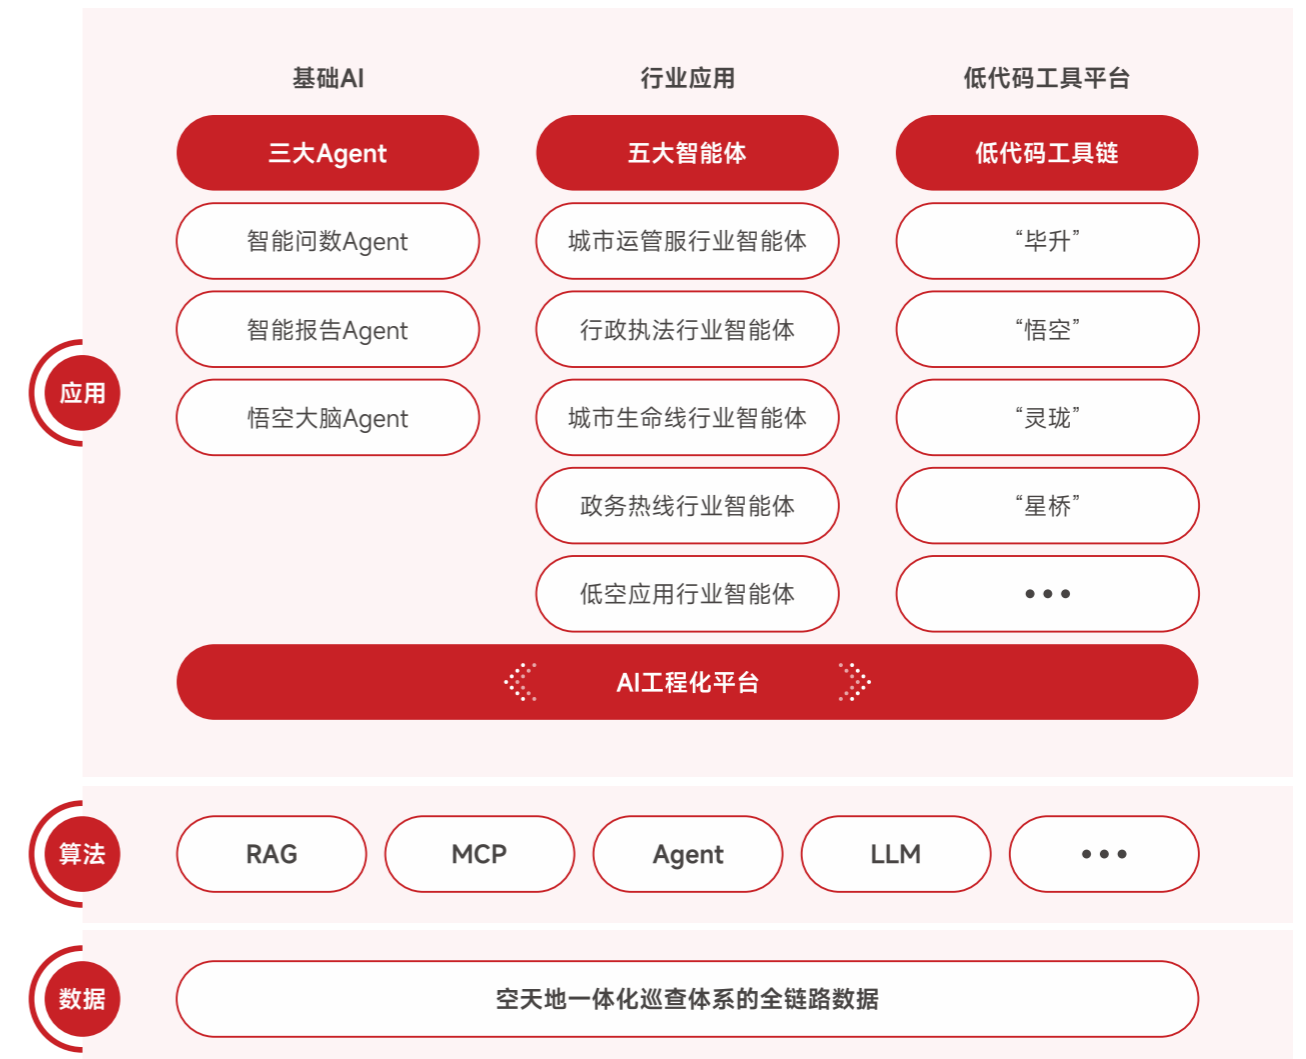 基础AI
行业应用
低代码工具平台
三大Agent
五大智能体
低代码工具链
智能问数Agent
城市运管服行业智能体
“毕升”
智能报告Agent
行政执法行业智能体
“悟空”
应用
悟空大脑Agent
城市生命线行业智能体
“灵珑”
政务热线行业智能体
“星桥”
低空应用行业智能体
•••
AI工程化平台
算法
RAG
MCP
Agent
LLM
•••
数据
空天地一体化巡查体系的全链路数据